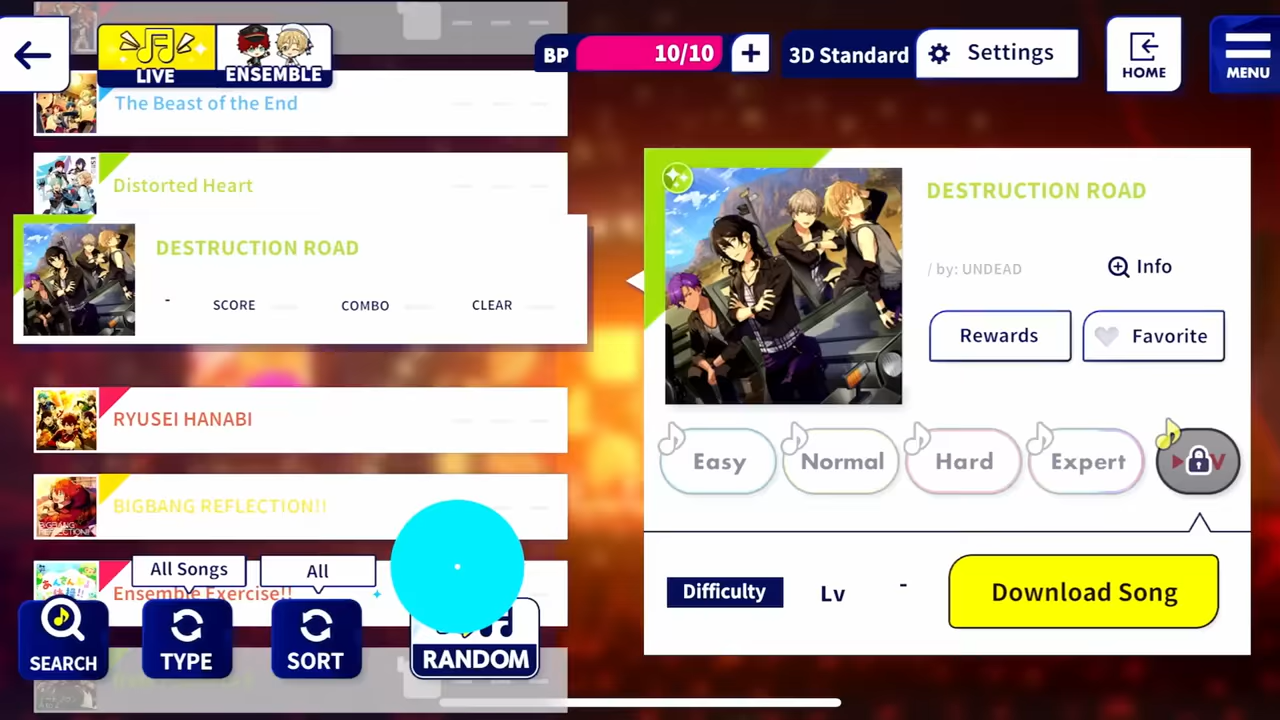 LIVE
ENSEMBLE
BP
10/10
+
3D Standard
Settings
HOME
MENU
The Beast of the End
Distorted Heart
DESTRUCTION ROAD
-
SCORE
COMBO
CLEAR
RYUSEI HANABI
BIGBANG REFLECTION!!
BIGBANG REFLECTION!!
Ensemble Exercise!!
All Songs
All
SEARCH
TYPE
SORT
RANDOM
DESTRUCTION ROAD
/ by: UNDEAD
Info
Rewards
Favorite
Easy
Normal
Hard
Expert
Difficulty
Lv
-
Download Song